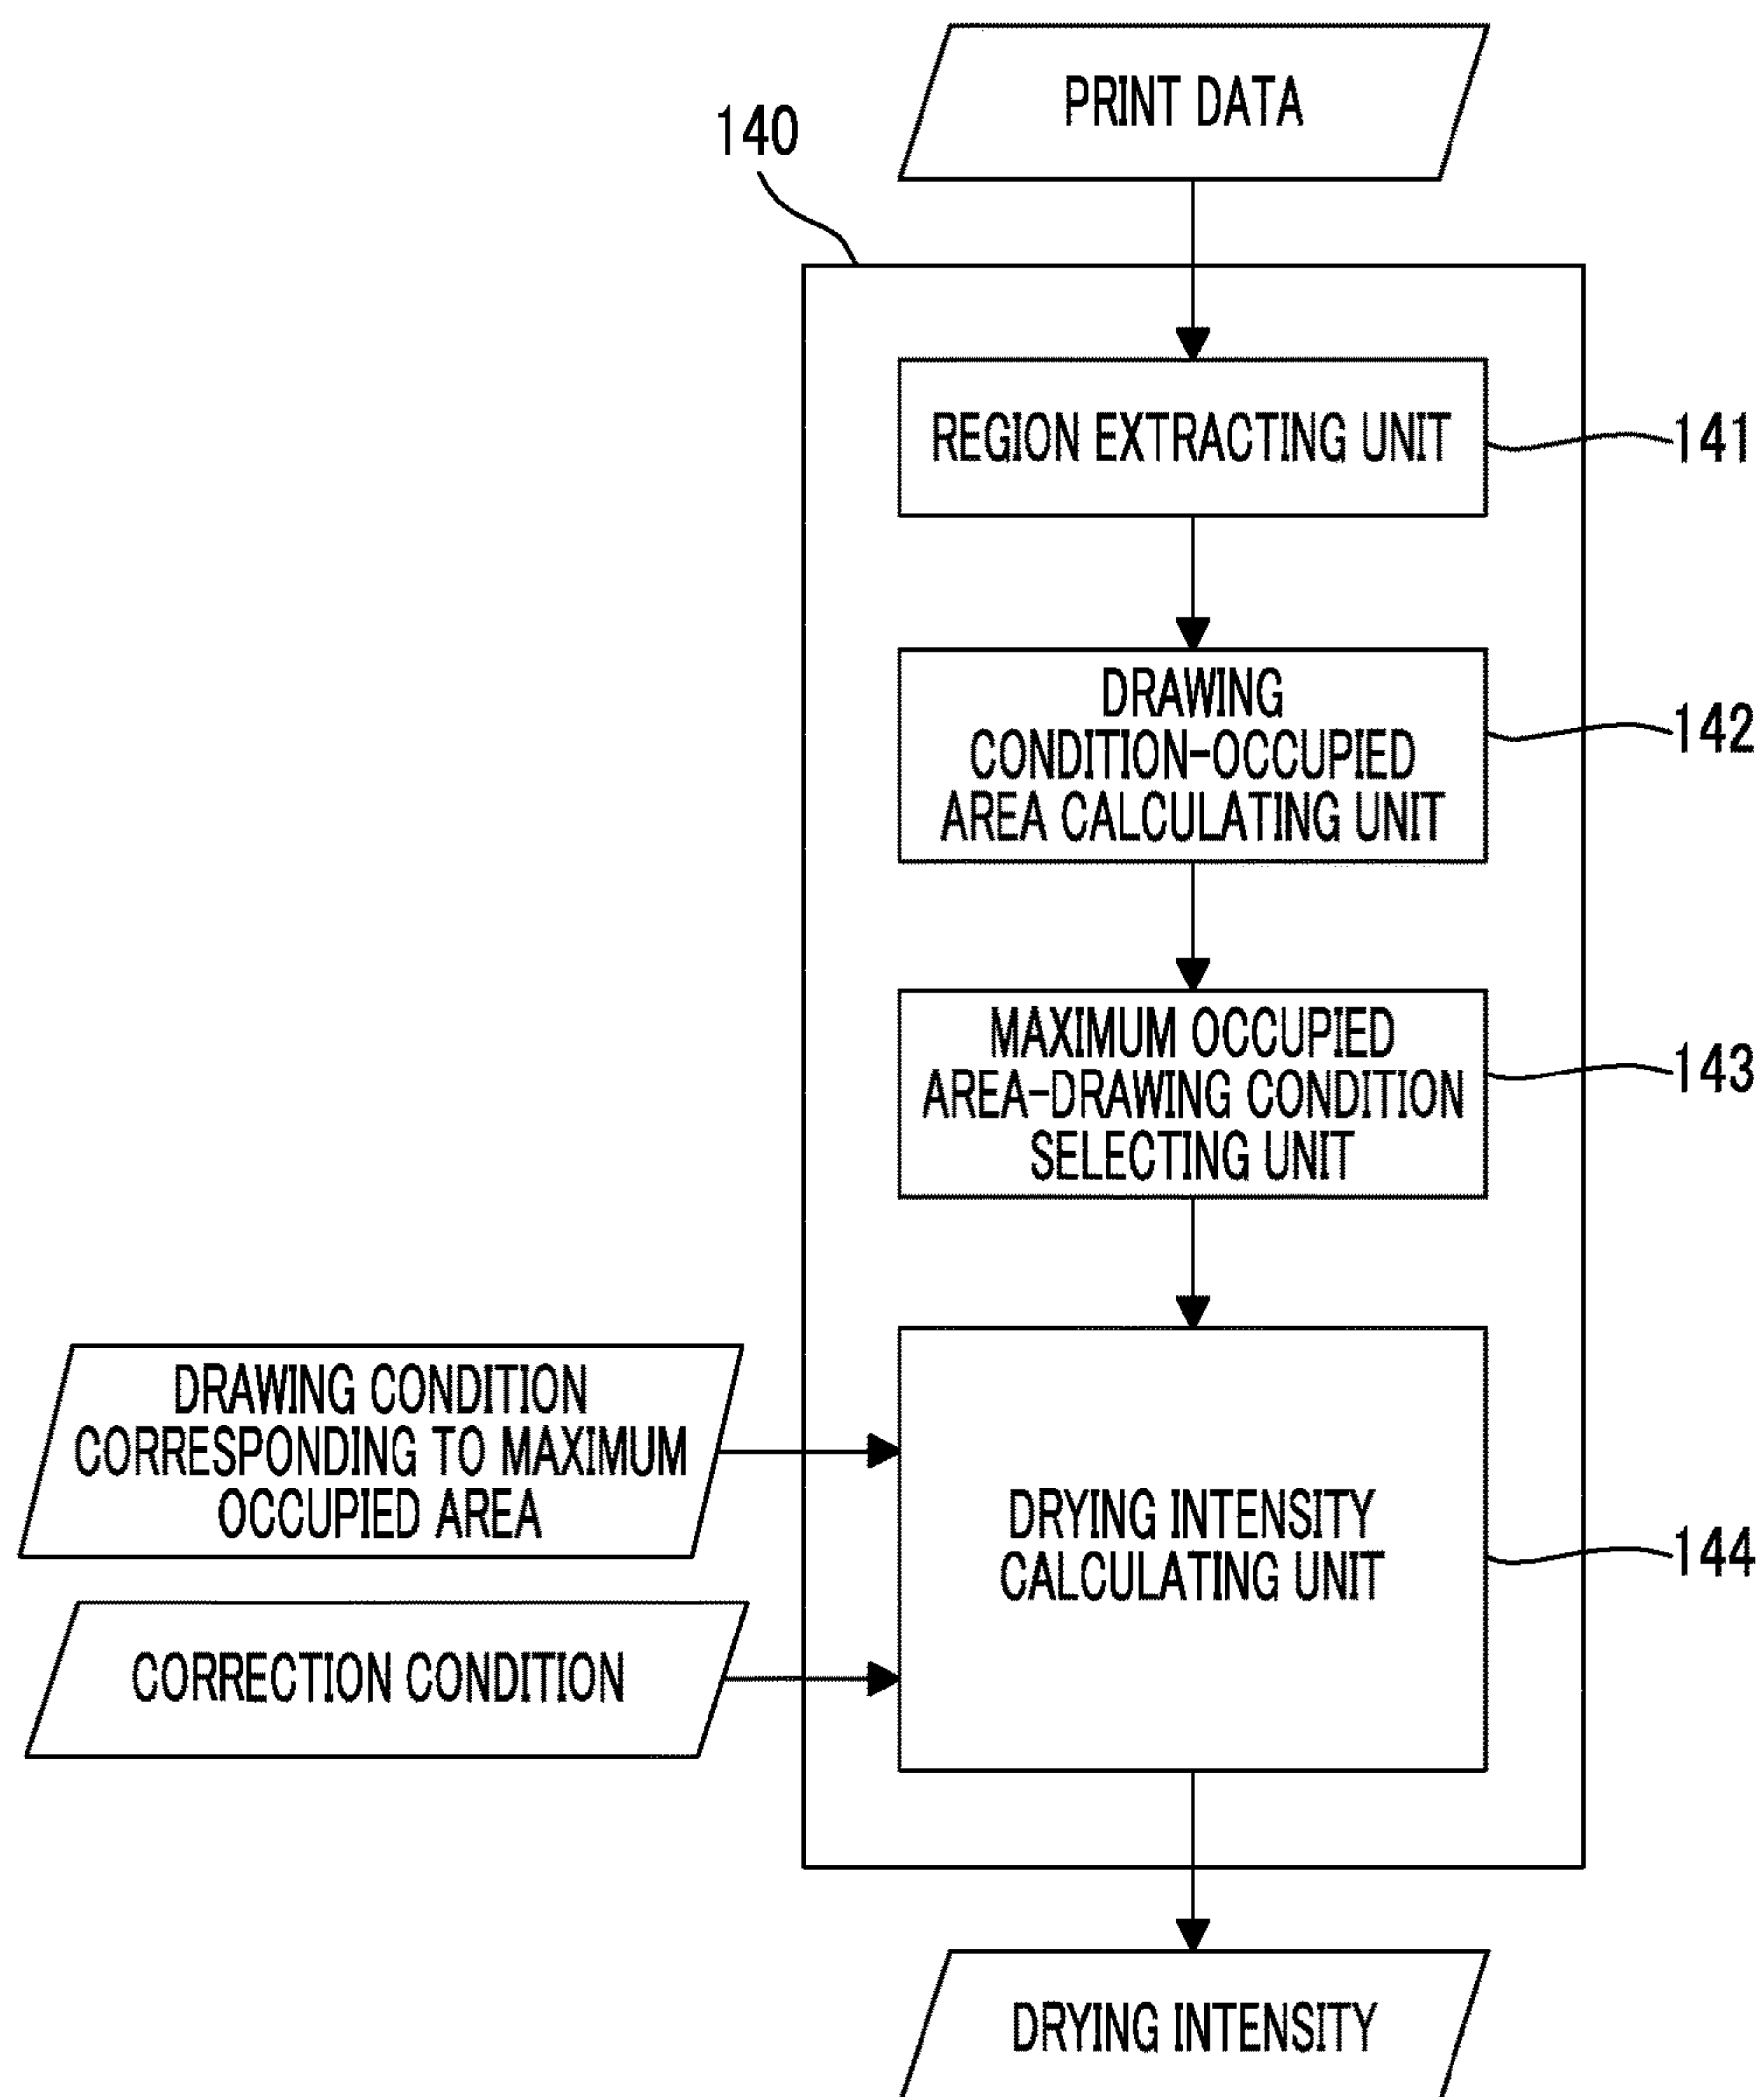 PRINT DATA
140
REGION EXTRACTING UNIT
141
DRAWING
CONDITION-OCCUPIED
AREA CALCULATING UNIT
142
MAXIMUM OCCUPIED
AREA-DRAWING CONDITION
SELECTING UNIT
143
DRAWING CONDITION
CORRESPONDING TO MAXIMUM
OCCUPIED AREA
DRYING INTENSITY
CALCULATING UNIT
144
CORRECTION CONDITION
DRYING INTENSITY